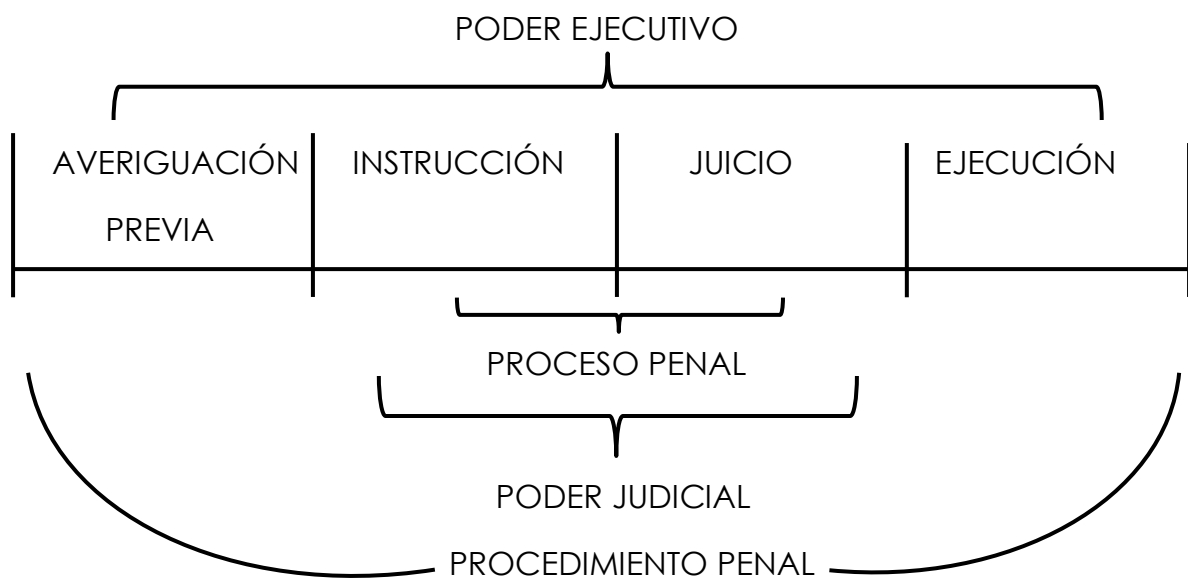 PODER EJECUTIVO
AVERIGUACIÓN PREVIA
INSTRUCCIÓN
JUICIO
EJECUCIÓN
PROCESO PENAL
PODER JUDICIAL
PROCEDIMIENTO PENAL